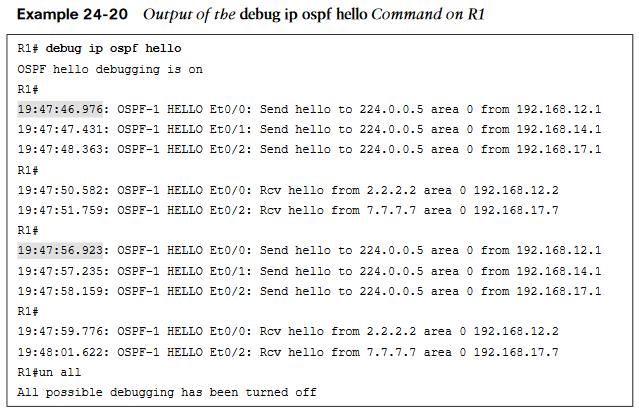 Example 24-20 Output of the debug ip ospf hello Command on R1
R1# debug ip ospf hello
OSPF hello debugging is on
R1#
19:47:46.976: OSPF-1 HELLO Et0/0: Send hello to 224.0.0.5 area 0 from 192.168.12.1
19:47:47.431: OSPF-1 HELLO Et0/1: Send hello to 224.0.0.5 area 0 from 192.168.14.1
19:47:48.363: OSPF-1 HELLO Et0/2: Send hello to 224.0.0.5 area 0 from 192.168.17.1
R1#
19:47:50.582: OSPF-1 HELLO Et0/0: Rcv hello from 2.2.2.2 area 0 192.168.12.2
19:47:51.759: OSPF-1 HELLO Et0/2: Rcv hello from 7.7.7.7 area 0 192.168.17.7
R1#
19:47:56.923: OSPF-1 HELLO Et0/0: Send hello to 224.0.0.5 area 0 from 192.168.12.1
19:47:57.235: OSPF-1 HELLO Et0/1: Send hello to 224.0.0.5 area 0 from 192.168.14.1
19:47:58.159: OSPF-1 HELLO Et0/2: Send hello to 224.0.0.5 area 0 from 192.168.17.1
R1#
19:47:59.776: OSPF-1 HELLO Et0/0: Rcv hello from 2.2.2.2 area 0 192.168.12.2
19:48:01.622: OSPF-1 HELLO Et0/2: Rcv hello from 7.7.7.7 area 0 192.168.17.7
R1#un all
All possible debugging has been turned off